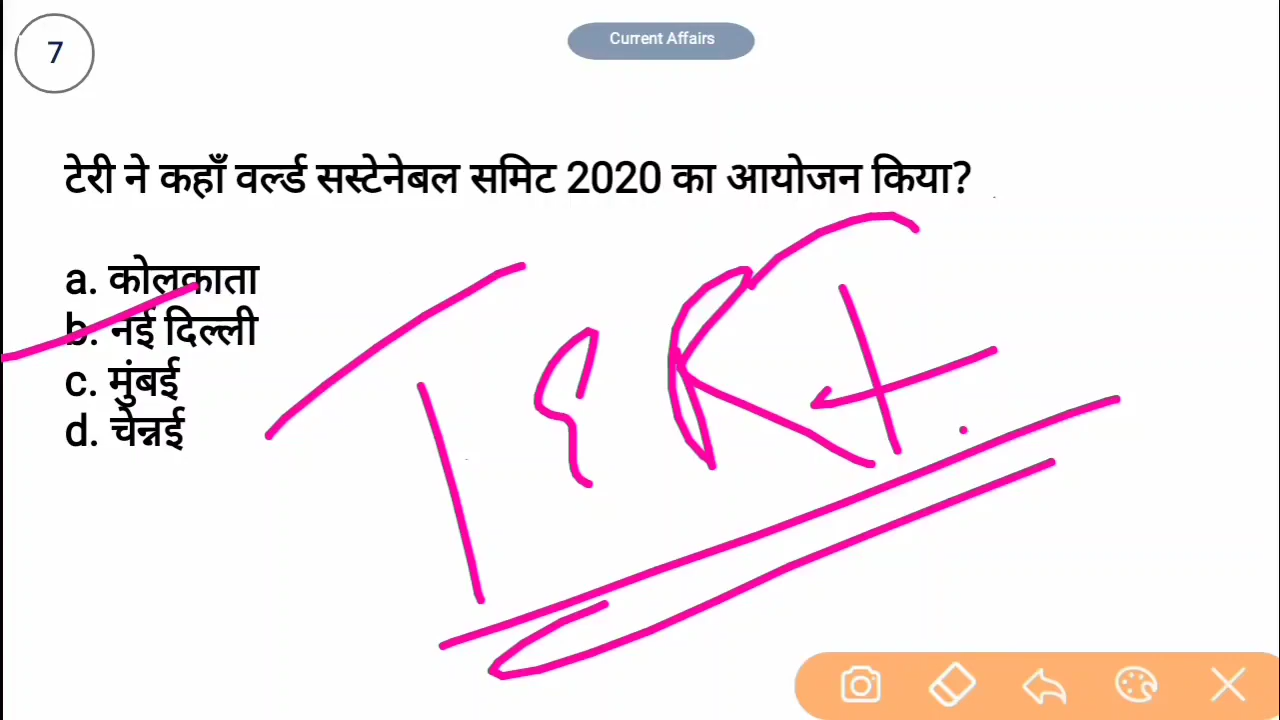 7
Current Affairs
टेरी ने कहाँ वर्ल्ड सस्टेनेबल समिट 2020 का आयोजन किया?
a. कोलकाता
b. नई दिल्ली
c. मुंबई
d. चेन्नई
TERI